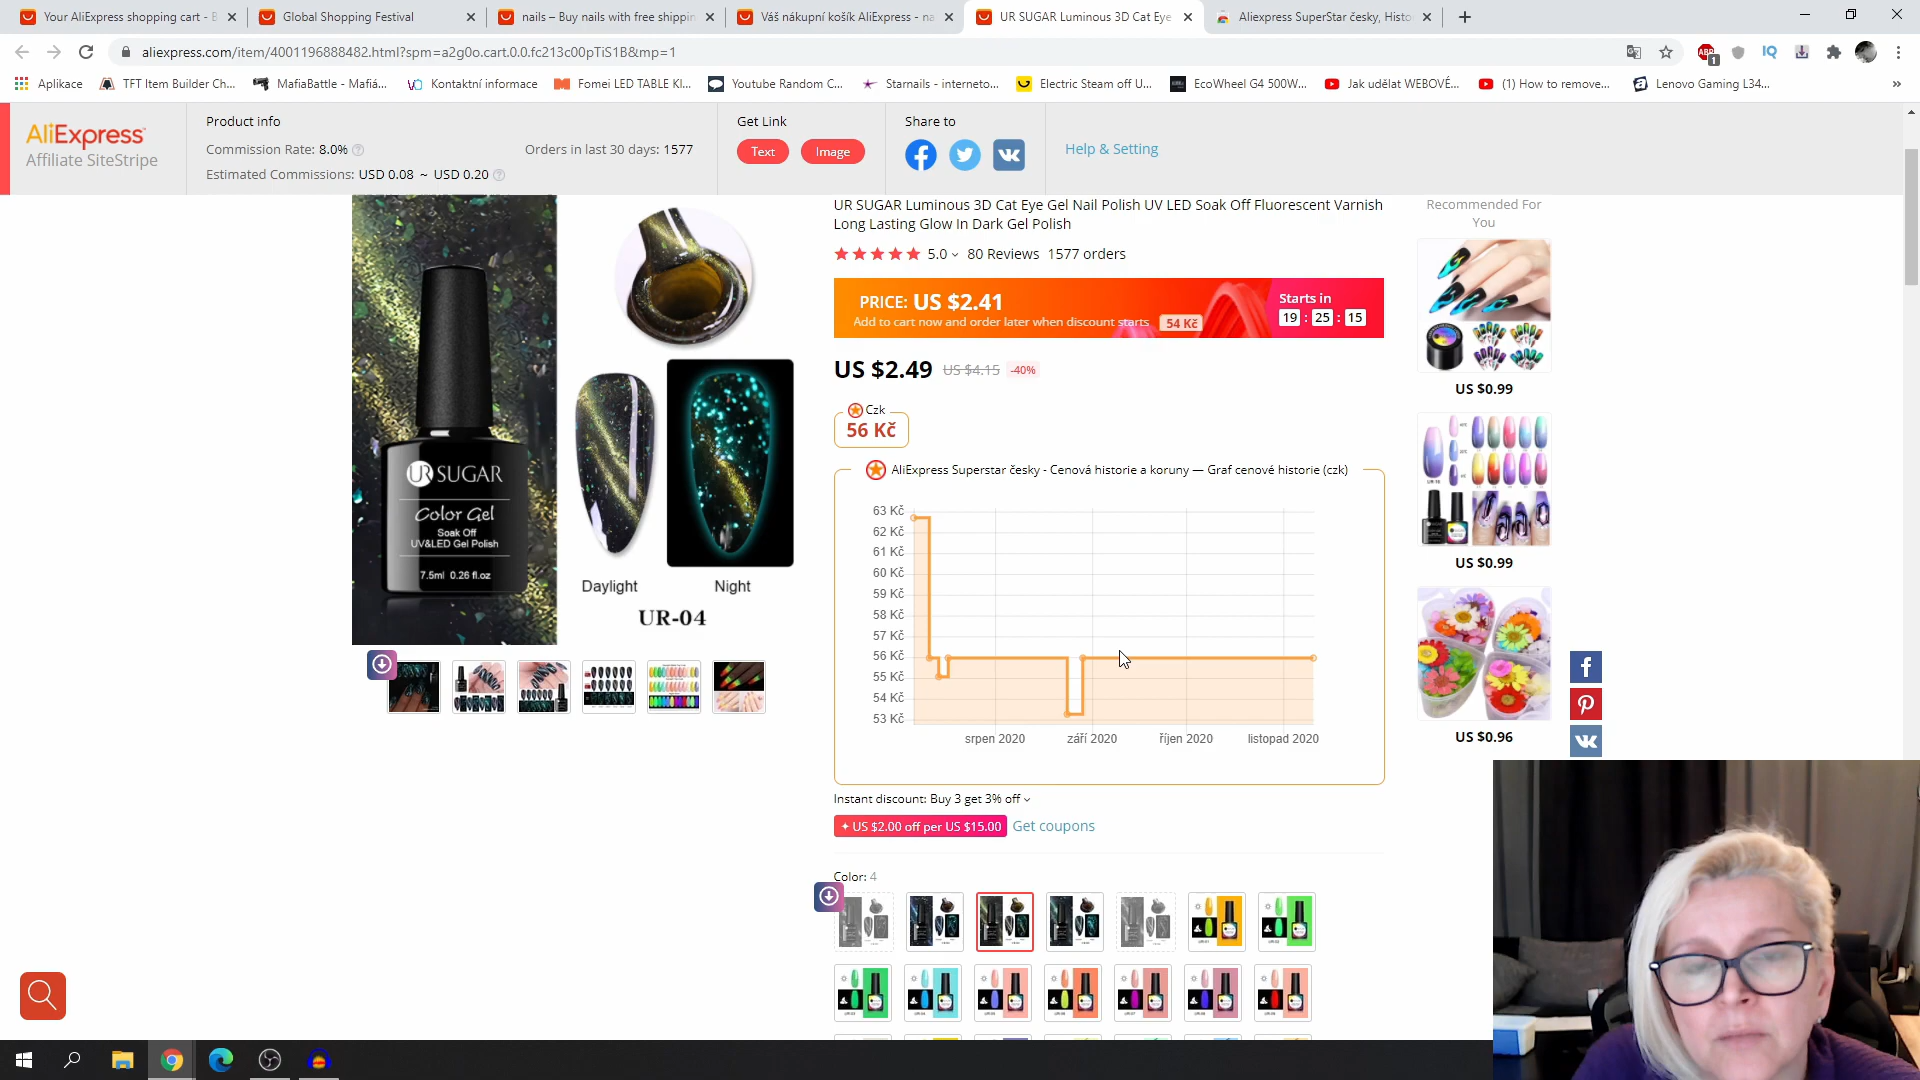 Your AliExpress shopping cart - B
Global Shopping Festival
nails – Buy nails with free shippin
Váš nákupní košík AliExpress - na
UR SUGAR Luminous 3D Cat Eye
Aliexpress SuperStar česky, Histo
aliexpress.com/item/4001196888482.html?spm=a2g0o.cart.0.0.fc213c00pTiS1B&mp=1
ABP 1
IQ
Aplikace
TFT Item Builder Ch...
MafiaBattle - Mafiá...
Kontaktní informace
Fomei LED TABLE KI...
Youtube Random C...
Starnails - interneto...
Electric Steam off U...
EcoWheel G4 500W...
Jak udělat WEBOVÉ...
(1) How to remove...
Lenovo Gaming L34...
»
AliExpress
Affiliate SiteStripe
Product info
Commission Rate: 8.0%
Orders in last 30 days: 1577
Estimated Commissions: USD 0.08 ~ USD 0.20
Get Link
Text
Image
Share to
Help & Setting
UR SUGAR Luminous 3D Cat Eye Gel Nail Polish UV LED Soak Off Fluorescent Varnish
Long Lasting Glow In Dark Gel Polish
5.0 80 Reviews 1577 orders
PRICE: US $2.41
Add to cart now and order later when discount starts 54 Kč
Starts in
19 : 25 : 15
US $2.49 US $4.15 -40%
Czk
56 Kč
AliExpress Superstar česky - Cenová historie a koruny — Graf cenové historie (czk)
63 Kč
62 Kč
61 Kč
60 Kč
59 Kč
58 Kč
57 Kč
56 Kč
55 Kč
54 Kč
53 Kč
srpen 2020
září 2020
říjen 2020
listopad 2020
Instant discount: Buy 3 get 3% off
US $2.00 off per US $15.00 Get coupons
Color: 4
UR SUGAR
Color Gel
Soak Off
UV&LED Gel Polish
7.5ml 0.26 fl.oz
Daylight
Night
UR-04
Recommended For
You
US $0.99
US $0.99
US $0.96